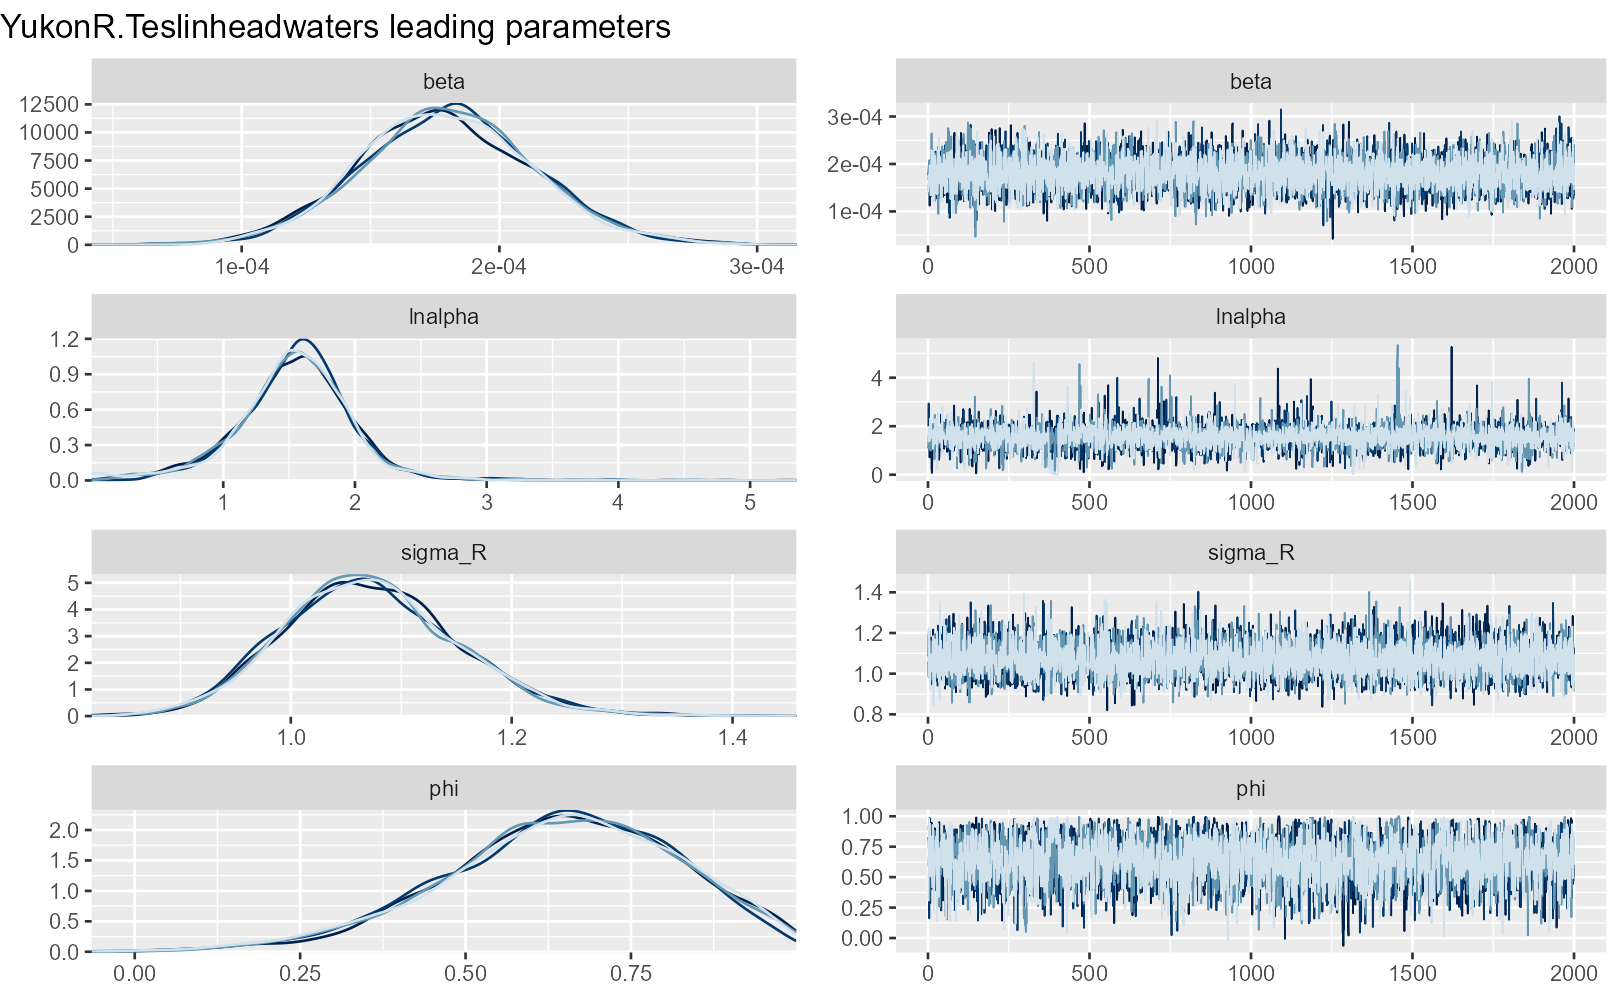 YukonR.Teslinheadwaters leading parameters
beta
12500
10000
7500
5000
2500
0
1e-04 2e-04 3e-04
beta
3e-04
2e-04
1e-04
0 500 1000 1500 2000
lnalpha
1.2
0.9
0.6
0.3
0.0
1 2 3 4 5
lnalpha
4
2
0
0 500 1000 1500 2000
sigma_R
5
4
3
2
1
0
1.0 1.2 1.4
sigma_R
1.4
1.2
1.0
0.8
0 500 1000 1500 2000
phi
2.0
1.5
1.0
0.5
0.0
0.00 0.25 0.50 0.75
phi
1.00
0.75
0.50
0.25
0.00
0 500 1000 1500 2000